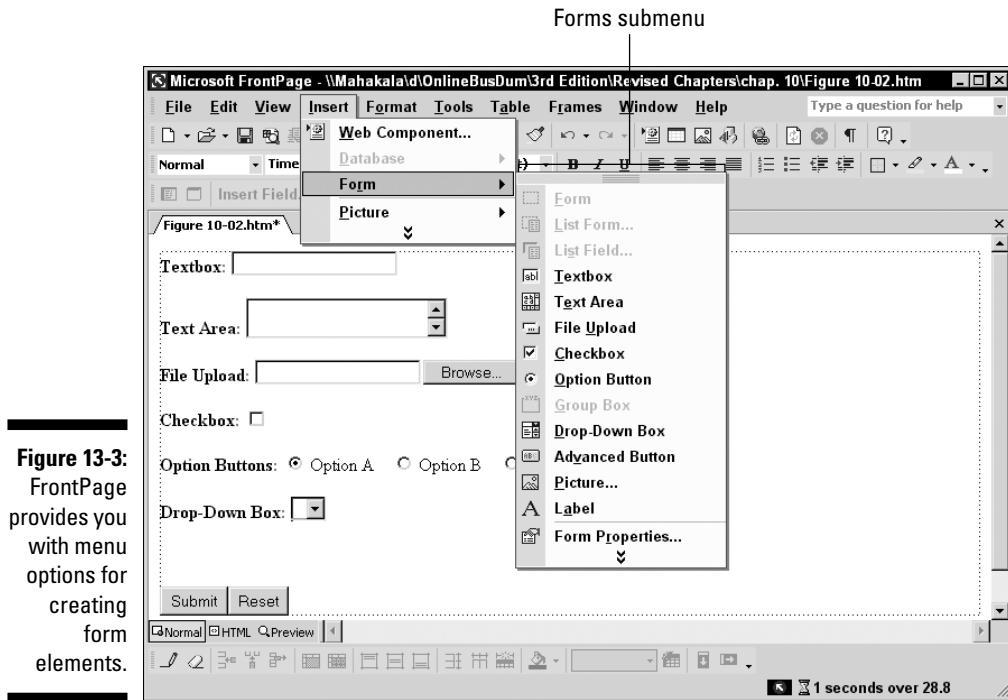 Forms submenu
Microsoft FrontPage - \\Mahakala\d\OnlineBusDum\3rd Edition\Revised Chapters\chap. 10\Figure 10-02.htm
File Edit View Insert Format Tools Table Frames Window Help Type a question for help
Web Component...
Database
Form
Picture
Normal Time B I U A
Insert Field.
Figure 10-02.htm*
Form
List Form...
List Field...
Textbox
Text Area
File Upload
Checkbox
Option Button
Group Box
Drop-Down Box
Advanced Button
Picture...
A Label
Form Properties...
Textbox:
Text Area:
File Upload: Browse...
Checkbox:
Option Buttons: Option A Option B
Drop-Down Box:
Submit Reset
Normal HTML Preview
1 seconds over 28.8
Figure 13-3:
FrontPage
provides you
with menu
options for
creating
form
elements.